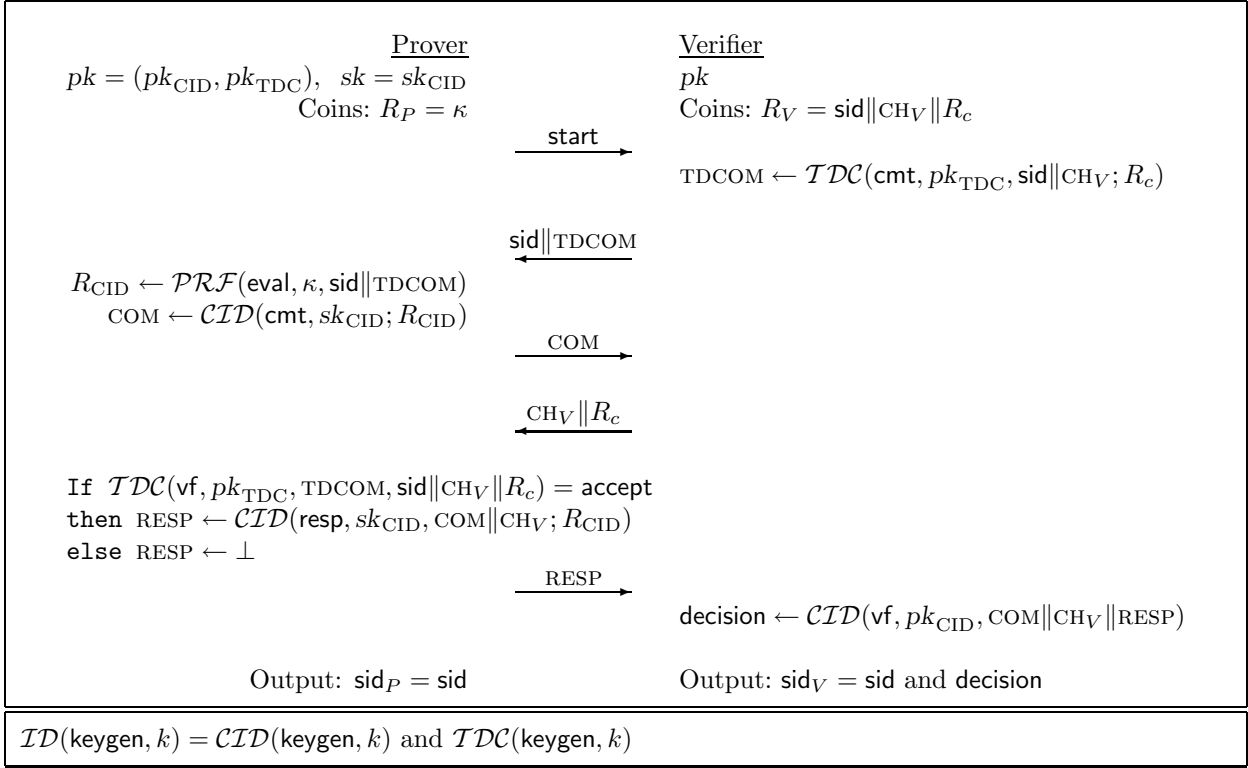 Prover Verifier
pk = (pk_CID, pk_TDC), sk = sk_CID pk
Coins: R_P = κ Coins: R_V = sid∥CH_V∥R_c
start
TDCOM ← TDC(cmt, pk_TDC, sid∥CH_V; R_c)
sid∥TDCOM
R_CID ← PRF(eval, κ, sid∥TDCOM)
COM ← CID(cmt, sk_CID; R_CID)
COM
CH_V∥R_c
If TDC(vf, pk_TDC, TDCOM, sid∥CH_V∥R_c) = accept
then RESP ← CID(resp, sk_CID, COM∥CH_V; R_CID)
else RESP ← ⊥
RESP
decision ← CID(vf, pk_CID, COM∥CH_V∥RESP)
Output: sid_P = sid Output: sid_V = sid and decision
ID(keygen, k) = CID(keygen, k) and TDC(keygen, k)